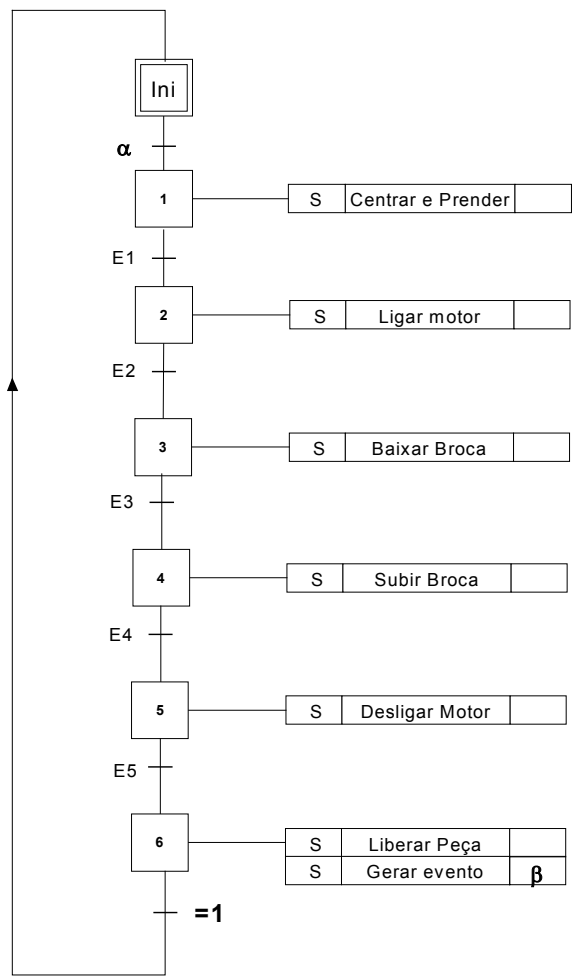 Ini
α
1 S Centrar e Prender
E1
2 S Ligar motor
E2
3 S Baixar Broca
E3
4 S Subir Broca
E4
5 S Desligar Motor
E5
6 S Liberar Peça
S Gerar evento β
=1